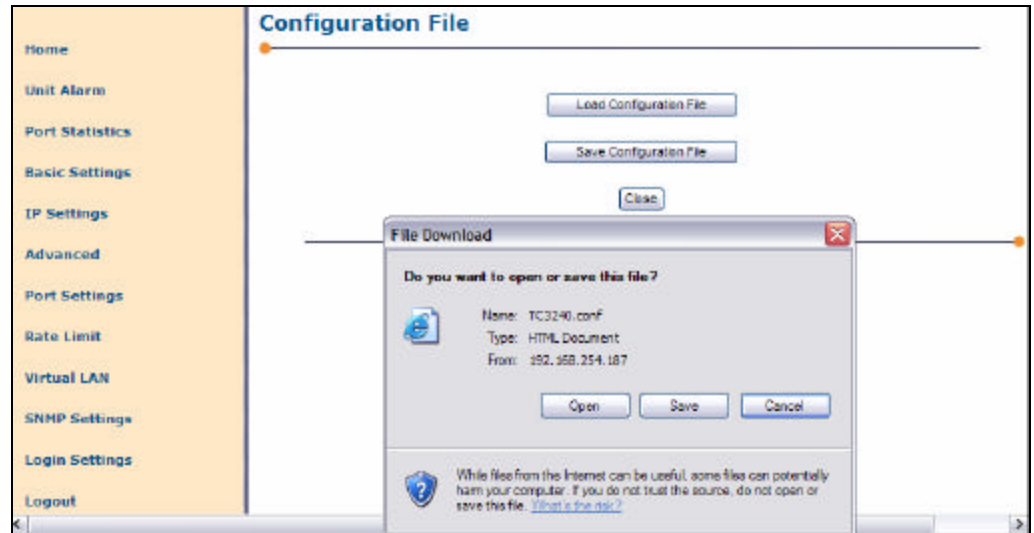 Configuration File
Home
Unit Alarm
Port Statistics
Basic Settings
IP Settings
Advanced
Port Settings
Rate Limit
Virtual LAN
SNMP Settings
Login Settings
Logout
Load Configuration File
Save Configuration File
Close
File Download
Do you want to open or save this file?
Name: TC3240.conf
Type: HTML Document
From: 192.168.254.187
Open Save Cancel
While files from the Internet can be useful, some files can potentially
harm your computer. If you do not trust the source, do not open or
save this file. What's the risk?